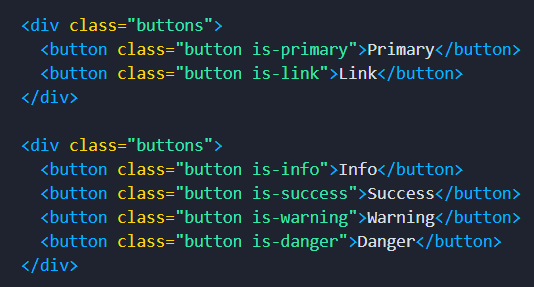 <div class="buttons">
  <button class="button is-primary">Primary</button>
  <button class="button is-link">Link</button>
</div>

<div class="buttons">
  <button class="button is-info">Info</button>
  <button class="button is-success">Success</button>
  <button class="button is-warning">Warning</button>
  <button class="button is-danger">Danger</button>
</div>